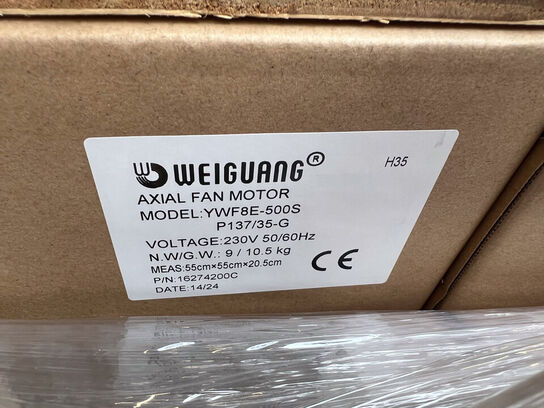 WEIGUANG® H35
AXIAL FAN MOTOR
MODEL:YWF8E-500S
P137/35-G
VOLTAGE:230V 50/60Hz
N.W/G.W.: 9 / 10.5 kg
MEAS:55cm×55cm×20.5cm
P/N:16274200C
DATE:14/24
CE